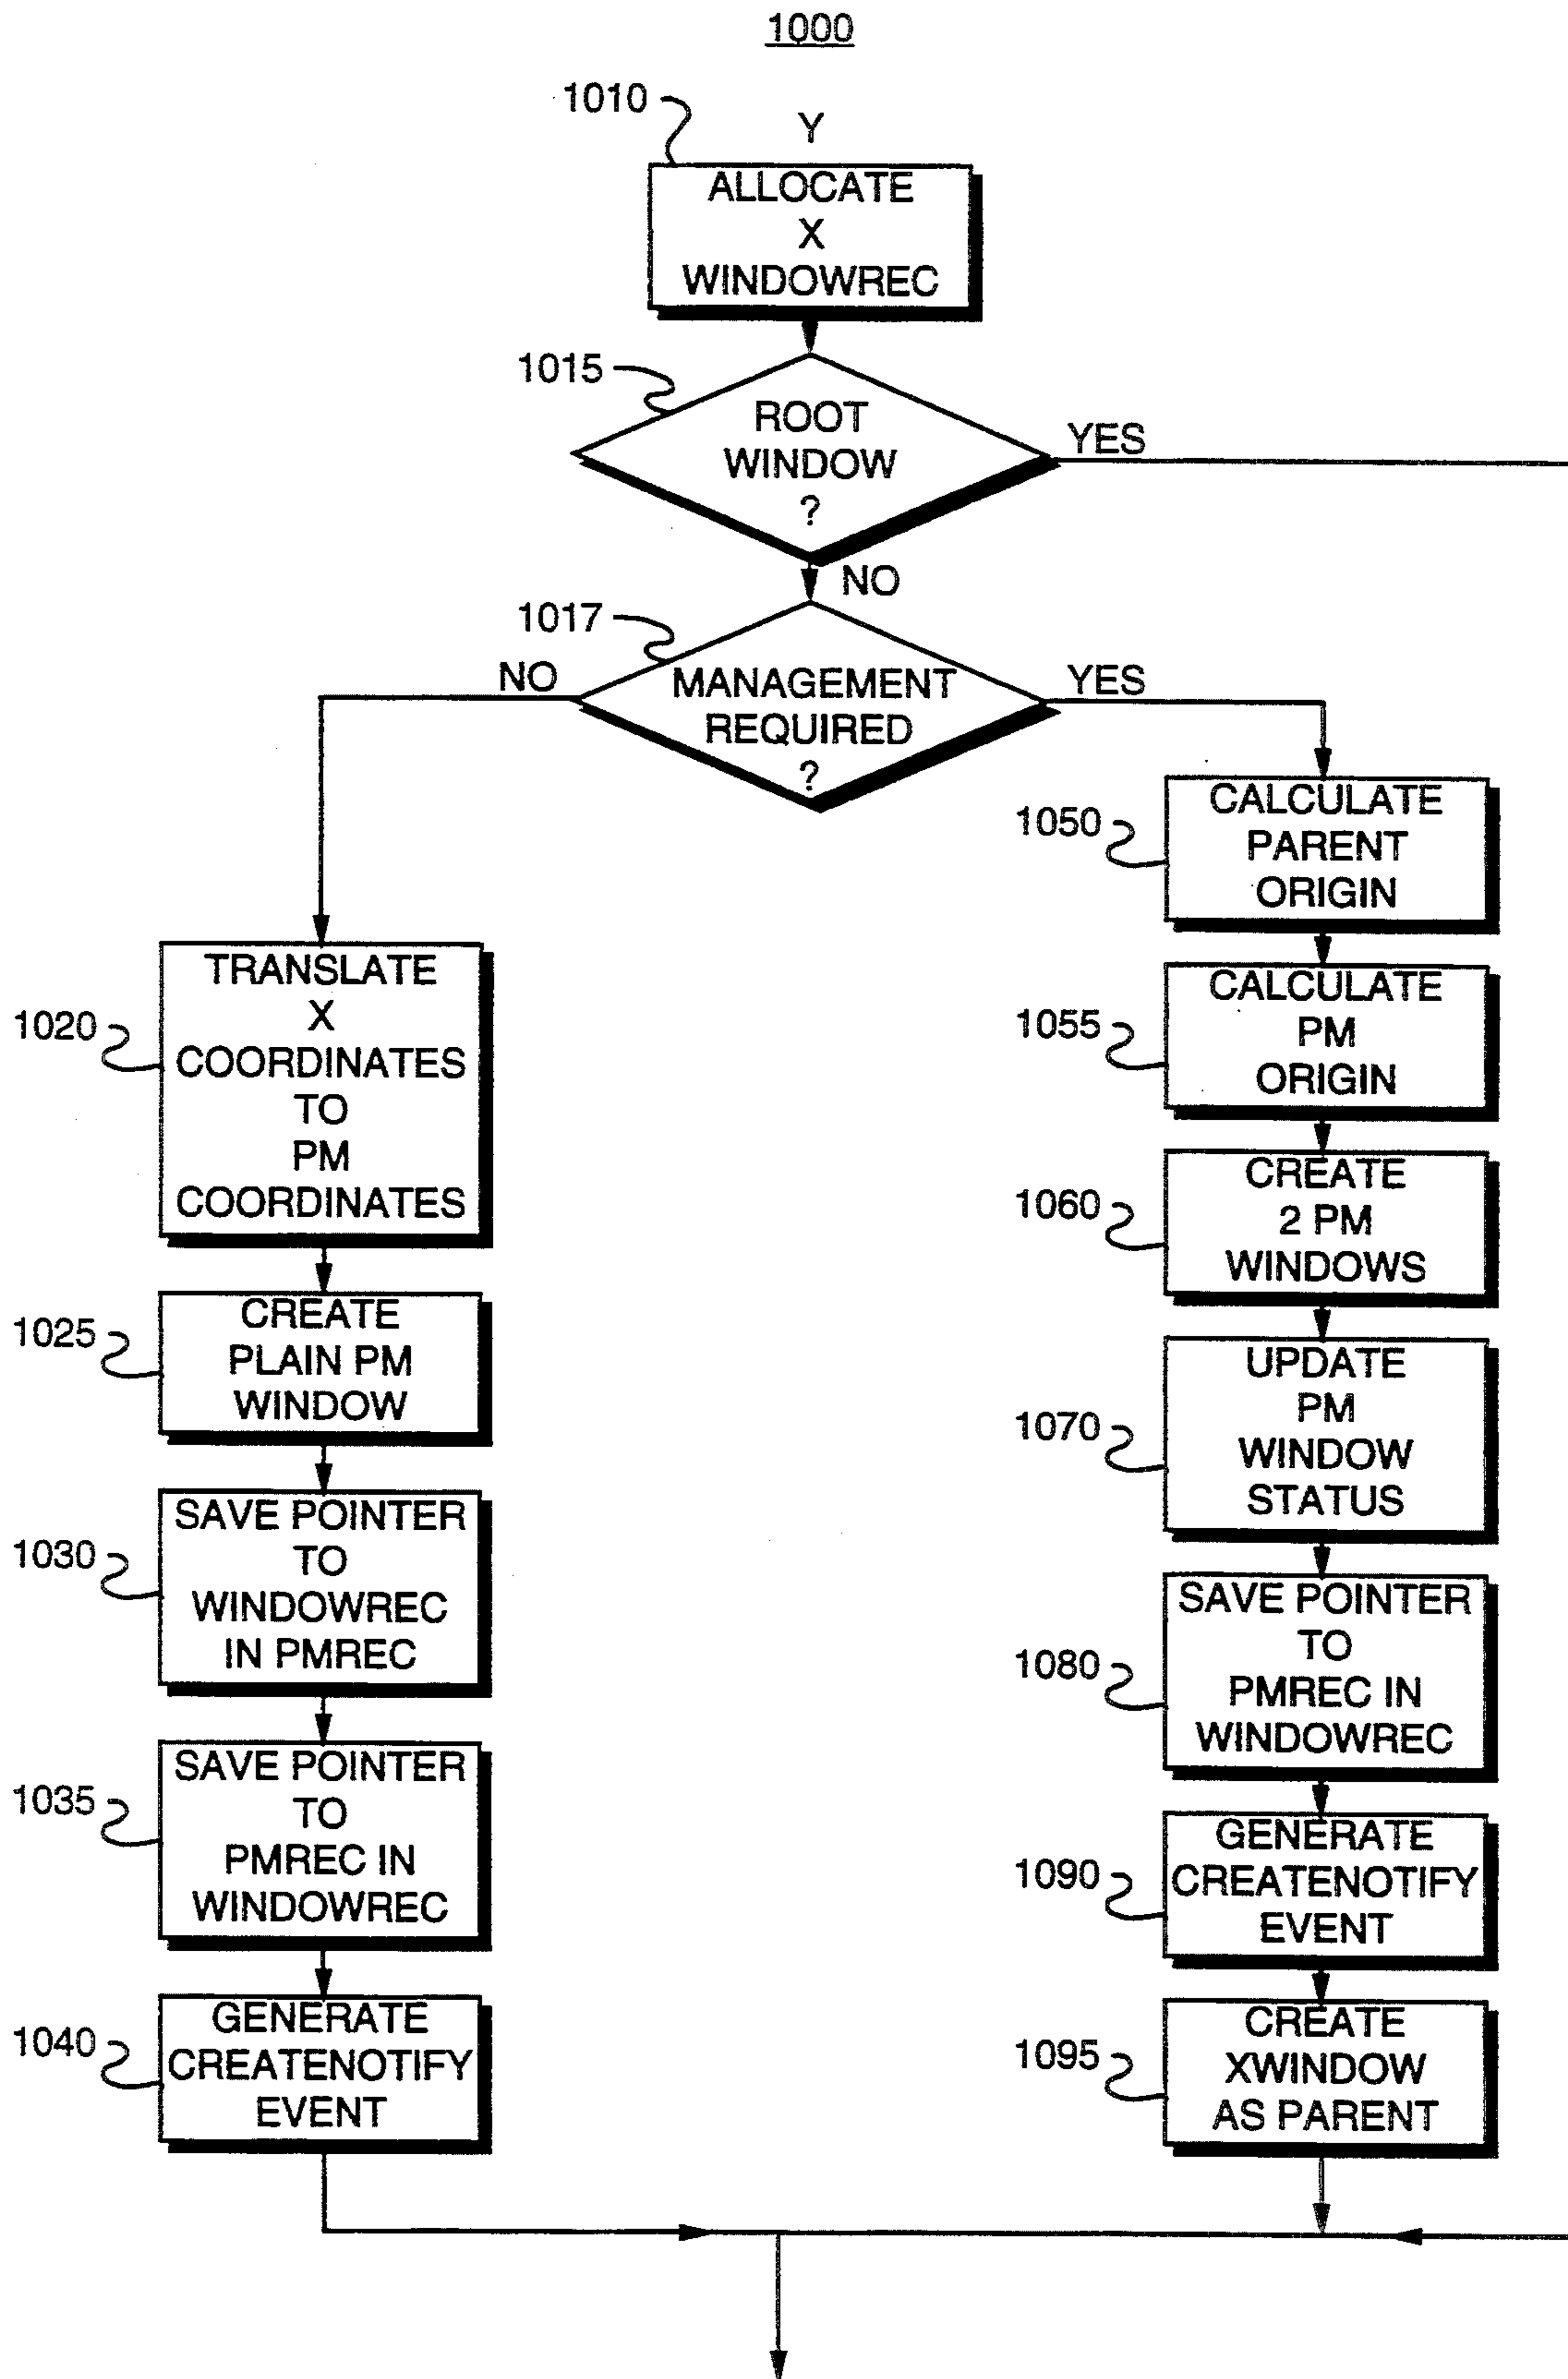 1000
1010
Y
ALLOCATE
X
WINDOWREC
1015
ROOT
WINDOW
?
YES
NO
1017
MANAGEMENT
REQUIRED
?
NO
YES
1020
TRANSLATE
X
COORDINATES
TO
PM
COORDINATES
1025
CREATE
PLAIN PM
WINDOW
1030
SAVE POINTER
TO
WINDOWREC
IN PMREC
1035
SAVE POINTER
TO
PMREC IN
WINDOWREC
1040
GENERATE
CREATENOTIFY
EVENT
1050
CALCULATE
PARENT
ORIGIN
1055
CALCULATE
PM
ORIGIN
1060
CREATE
2 PM
WINDOWS
1070
UPDATE
PM
WINDOW
STATUS
1080
SAVE POINTER
TO
PMREC IN
WINDOWREC
1090
GENERATE
CREATENOTIFY
EVENT
1095
CREATE
XWINDOW
AS PARENT